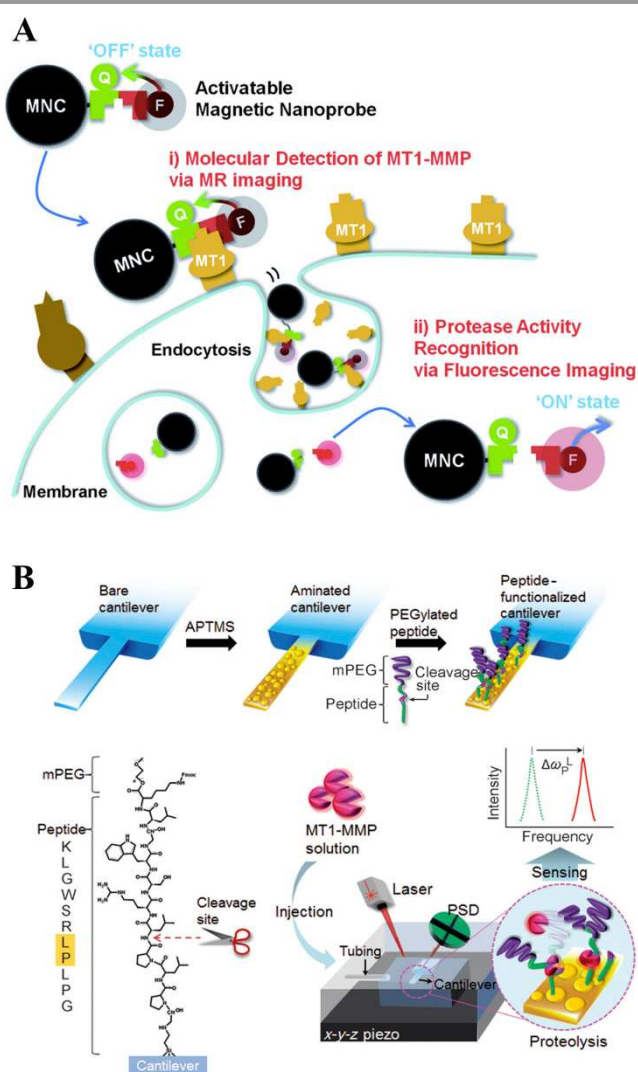 A
'OFF' state
Q
MNC
F
Activatable
Magnetic Nanoprobe
i) Molecular Detection of MT1-MMP
via MR imaging
Q
F
MNC
MT1
MT1
MT1
Endocytosis
ii) Protease Activity
Recognition
via Fluorescence Imaging
'ON' state
Q
MNC
F
Membrane
B
Bare
cantilever
APTMS
Aminated
cantilever
PEGylated
peptide
Peptide-
functionalized
cantilever
mPEG
Cleavage
site
Peptide
mPEG
Fmoc
Peptide
K
L
G
W
S
R
L
P
L
P
G
Cleavage
site
Cantilever
MT1-MMP
solution
Injection
Laser
PSD
Tubing
Cantilever
x-y-z piezo
Intensity
Δω_P^L
Frequency
Sensing
Proteolysis